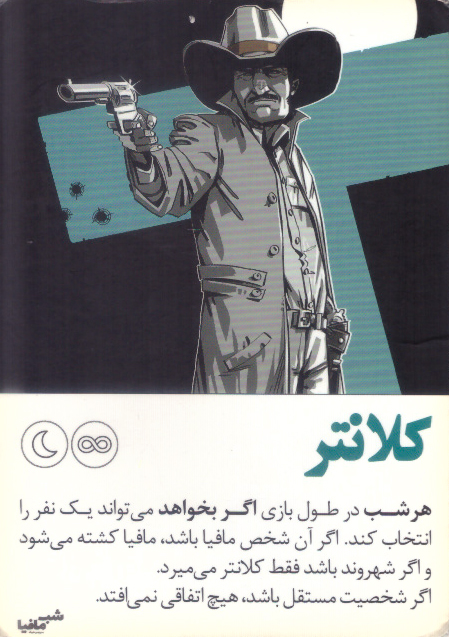 کلانتر
هر شب در طول بازی اگر بخواهد می‌تواند یک نفر را
انتخاب کند. اگر آن شخص مافیا باشد، مافیا کشته می‌شود
و اگر شهروند باشد فقط کلانتر می‌میرد.
اگر شخصیت مستقل باشد، هیچ اتفاقی نمی‌افتد.
شب
مافیا